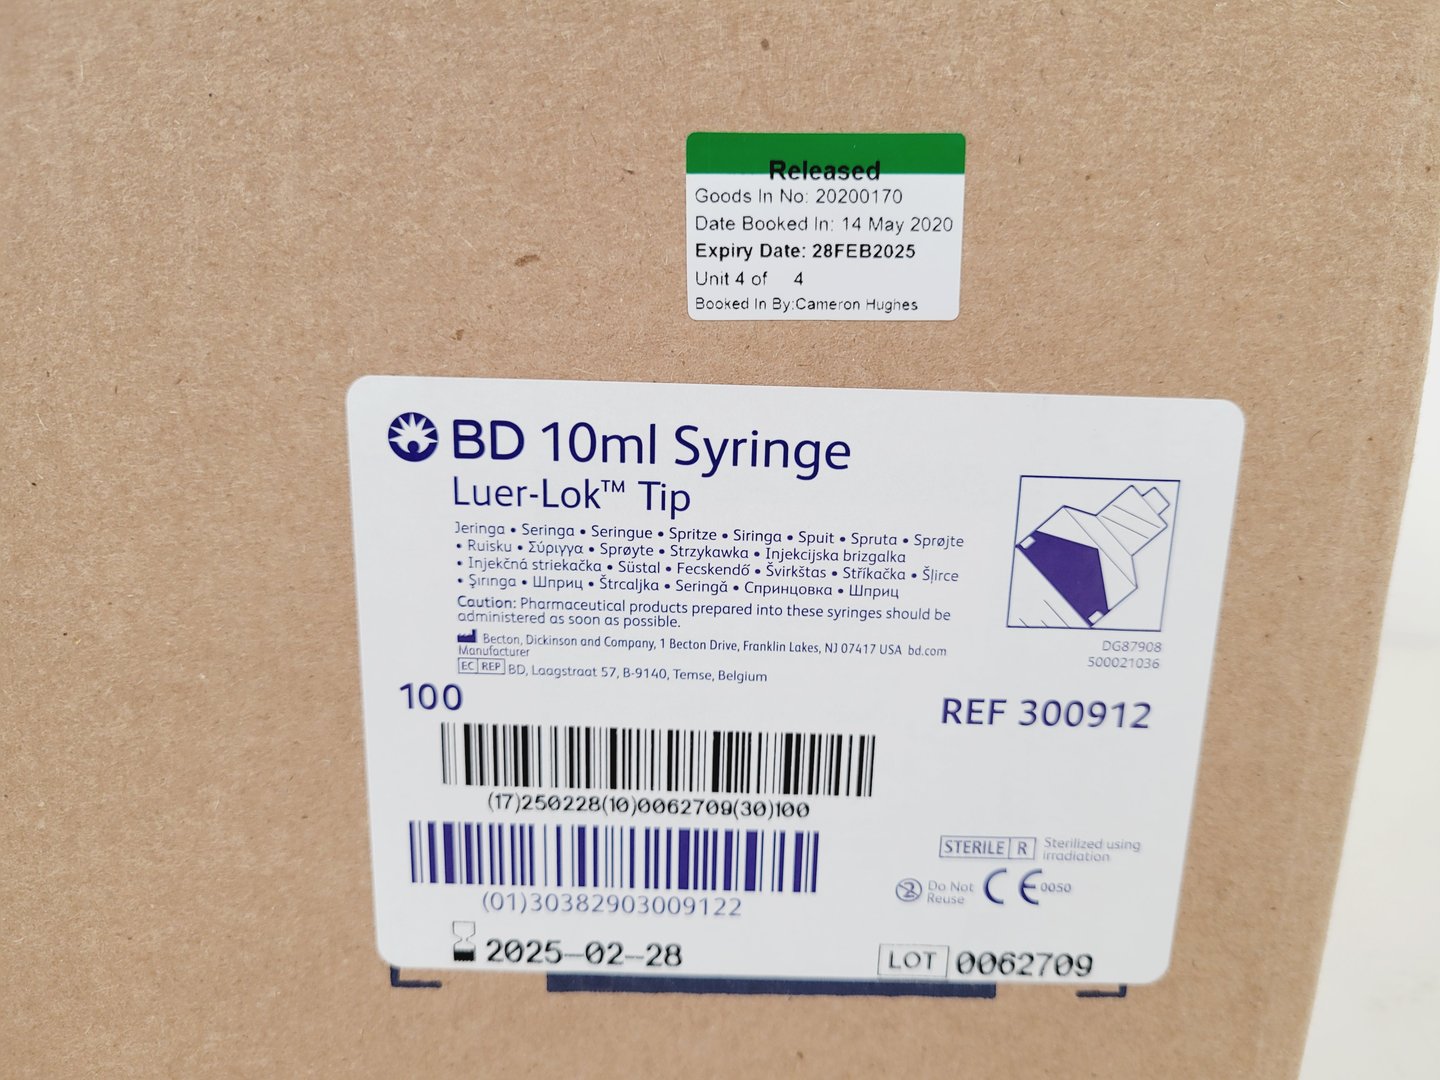 Released
Goods In No: 20200170
Date Booked In: 14 May 2020
Expiry Date: 28FEB2025
Unit 4 of 4
Booked In By:Cameron Hughes
BD 10ml Syringe
Luer-Lok™ Tip
Jeringa • Seringa • Seringue • Spritze • Siringa • Spuit • Spruta • Sprøjte
• Ruisku • Σύριγγα • Sprøyte • Strzykawka • Injekcijska brizgalka
• Injekčná striekačka • Süstal • Fecskendő • Švirkštas • Stříkačka • Šļirce
• Şırınga • Шприц • Štrcaljka • Seringă • Спринцовка • Шприц
Caution: Pharmaceutical products prepared into these syringes should be
administered as soon as possible.
Becton, Dickinson and Company, 1 Becton Drive, Franklin Lakes, NJ 07417 USA bd.com
Manufacturer
EC REP BD, Laagstraat 57, B-9140, Temse, Belgium
DG87908
500021036
100
REF 300912
(17)250228(10)0062709(30)100
(01)30382903009122
STERILE R Sterilized using
irradiation
2 Do Not
Reuse
CE 0050
2025-02-28
LOT 0062709